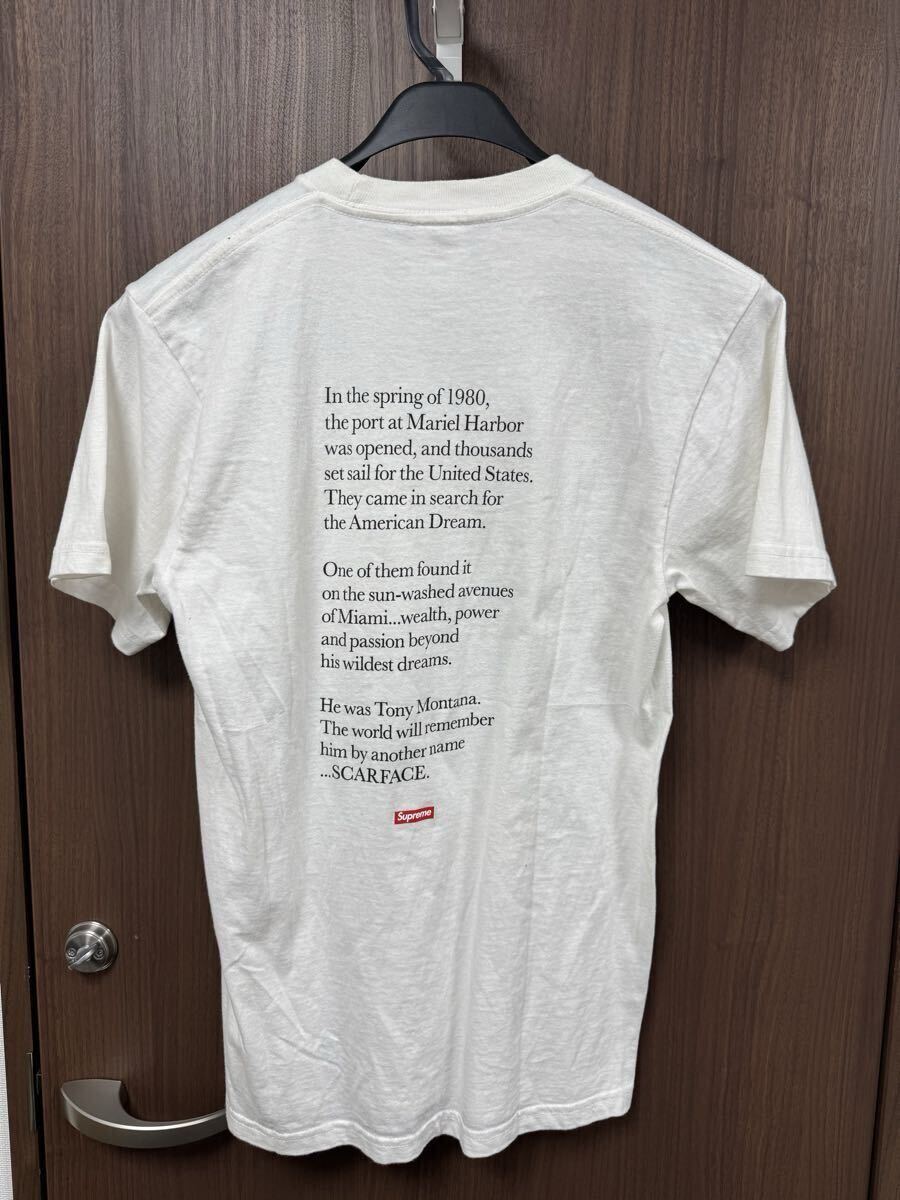 In the spring of 1980,
the port at Mariel Harbor
was opened, and thousands
set sail for the United States.
They came in search for
the American Dream.
One of them found it
on the sun-washed avenues
of Miami...wealth, power
and passion beyond
his wildest dreams.
He was Tony Montana.
The world will remember
him by another name
...SCARFACE.
Supreme